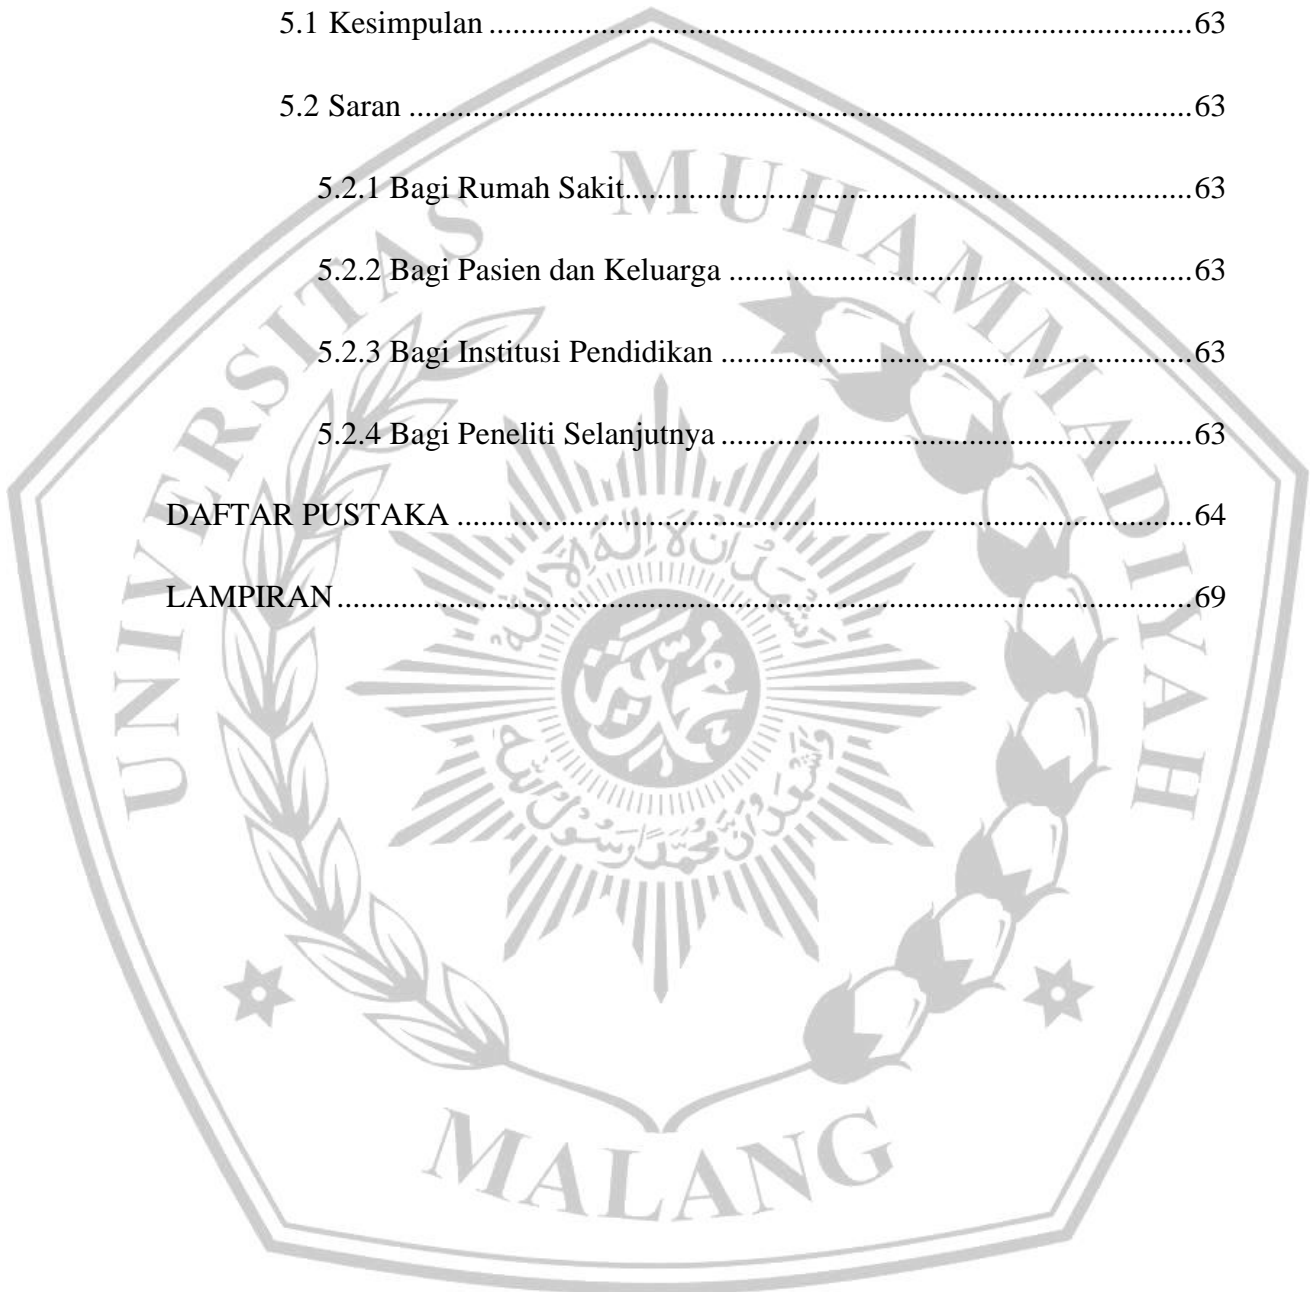 5.1 Kesimpulan ........................................................................................63
5.2 Saran ..................................................................................................63
5.2.1 Bagi Rumah Sakit.......................................................................63
5.2.2 Bagi Pasien dan Keluarga ..........................................................63
5.2.3 Bagi Institusi Pendidikan ...........................................................63
5.2.4 Bagi Peneliti Selanjutnya ...........................................................63
DAFTAR PUSTAKA ............................................................................................64
LAMPIRAN...........................................................................................................69
UNIVERSITAS MUHAMMADIYAH
MALANG